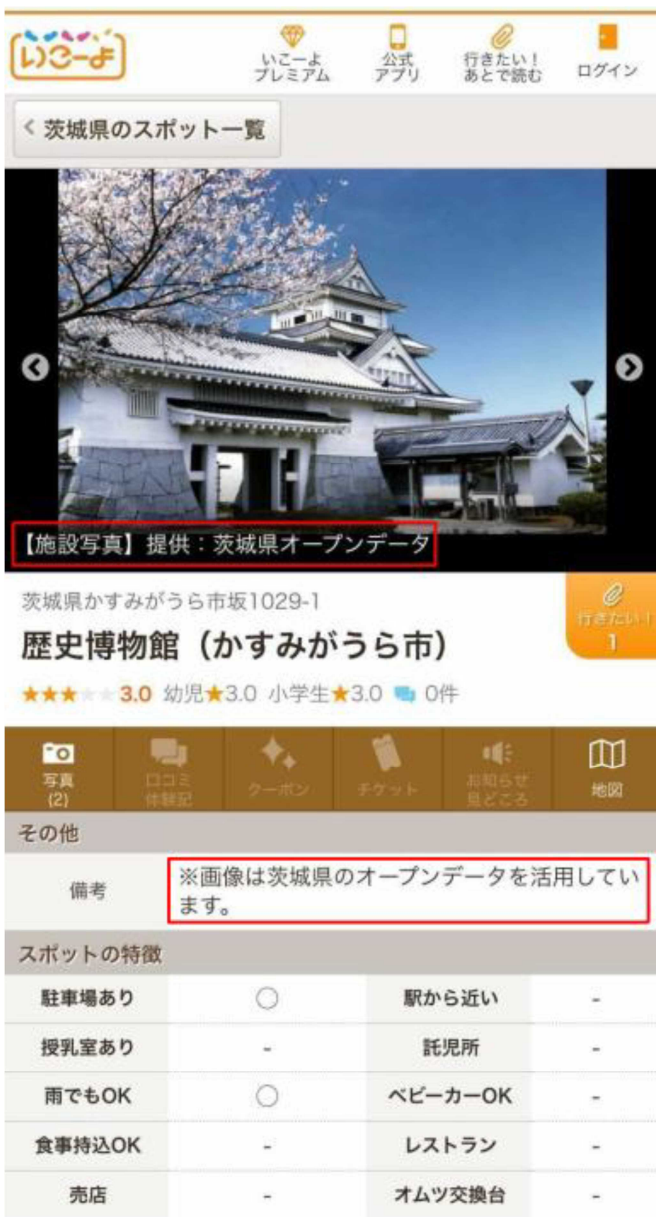 いこーよ
いこーよ
プレミアム
公式
アプリ
行きたい！
あとで読む
ログイン
茨城県のスポット一覧
【施設写真】提供：茨城県オープンデータ
茨城県かすみがうら市坂1029-1
行きたい！
1
歴史博物館（かすみがうら市）
★★★★★ 3.0 幼児★3.0 小学生★3.0 0件
写真
(2)
口コミ
体験記
クーポン
チケット
お知らせ
見どころ
地図
その他
備考
※画像は茨城県のオープンデータを活用してい
ます。
スポットの特徴
駐車場あり ○ 駅から近い -
授乳室あり - 託児所 -
雨でもOK ○ ベビーカーOK -
食事持込OK - レストラン -
売店 - オムツ交換台 -